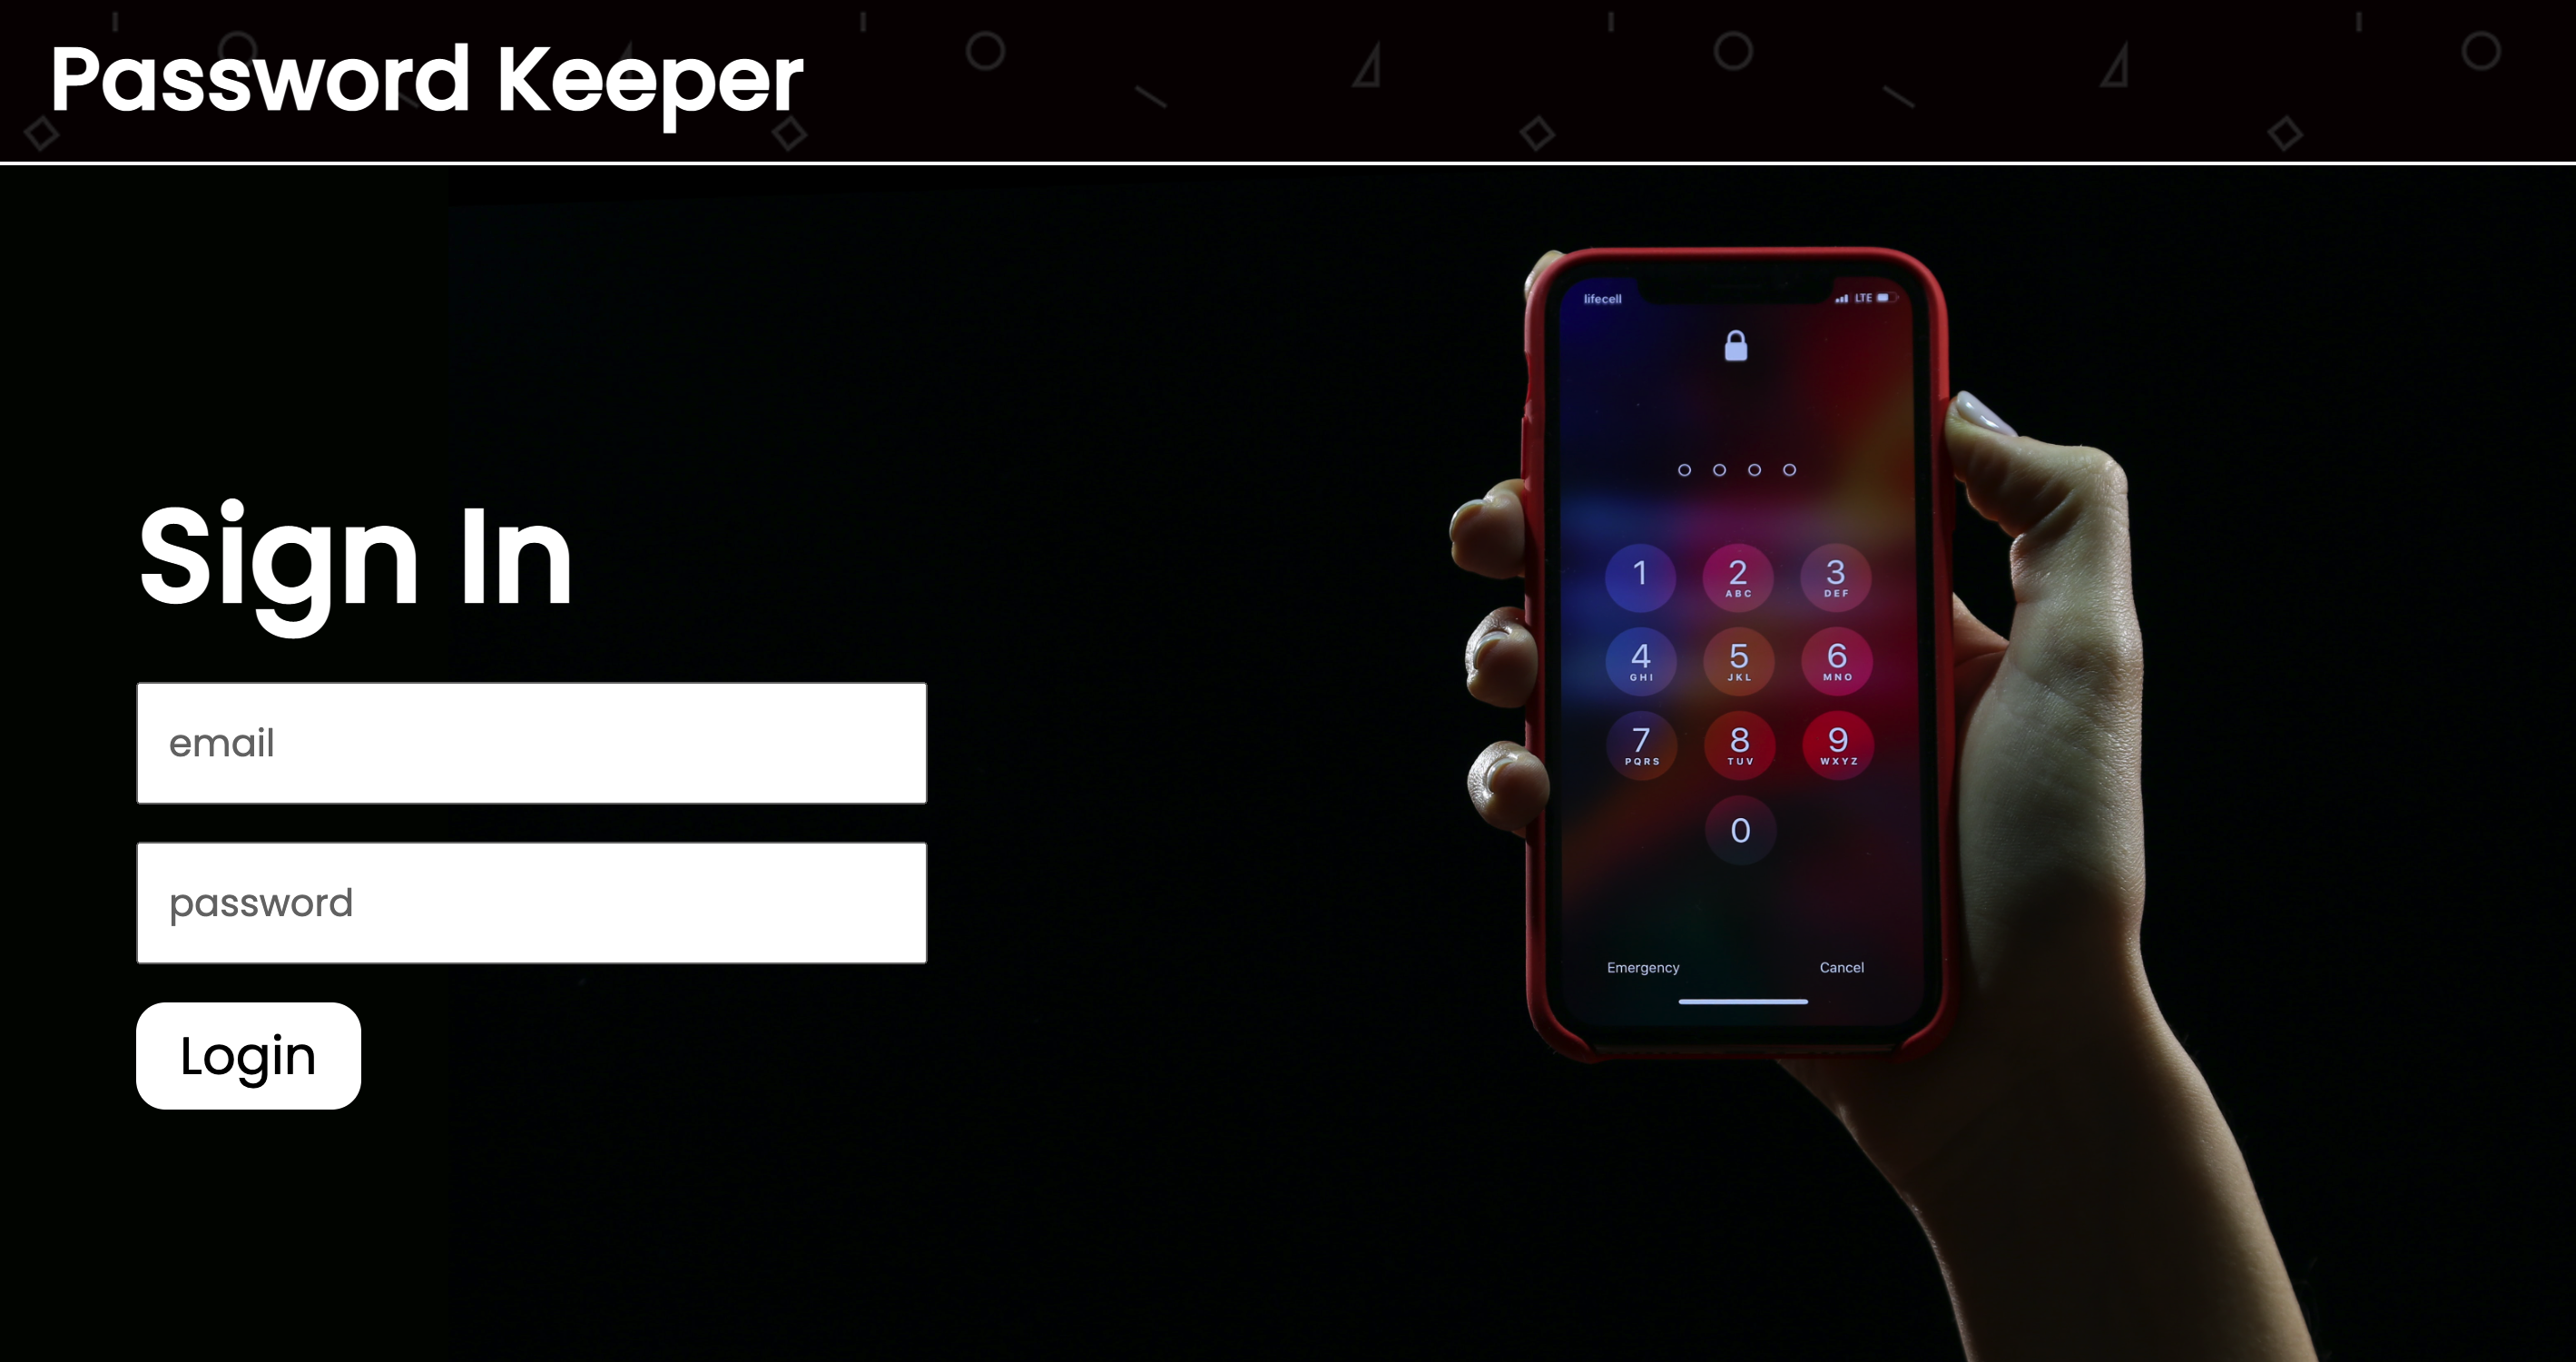 Password Keeper
Sign In
email
password
Login
lifecell LTE
1 2 3
ABC DEF
4 5 6
GHI JKL MNO
7 8 9
PQRS TUV WXYZ
0
Emergency Cancel